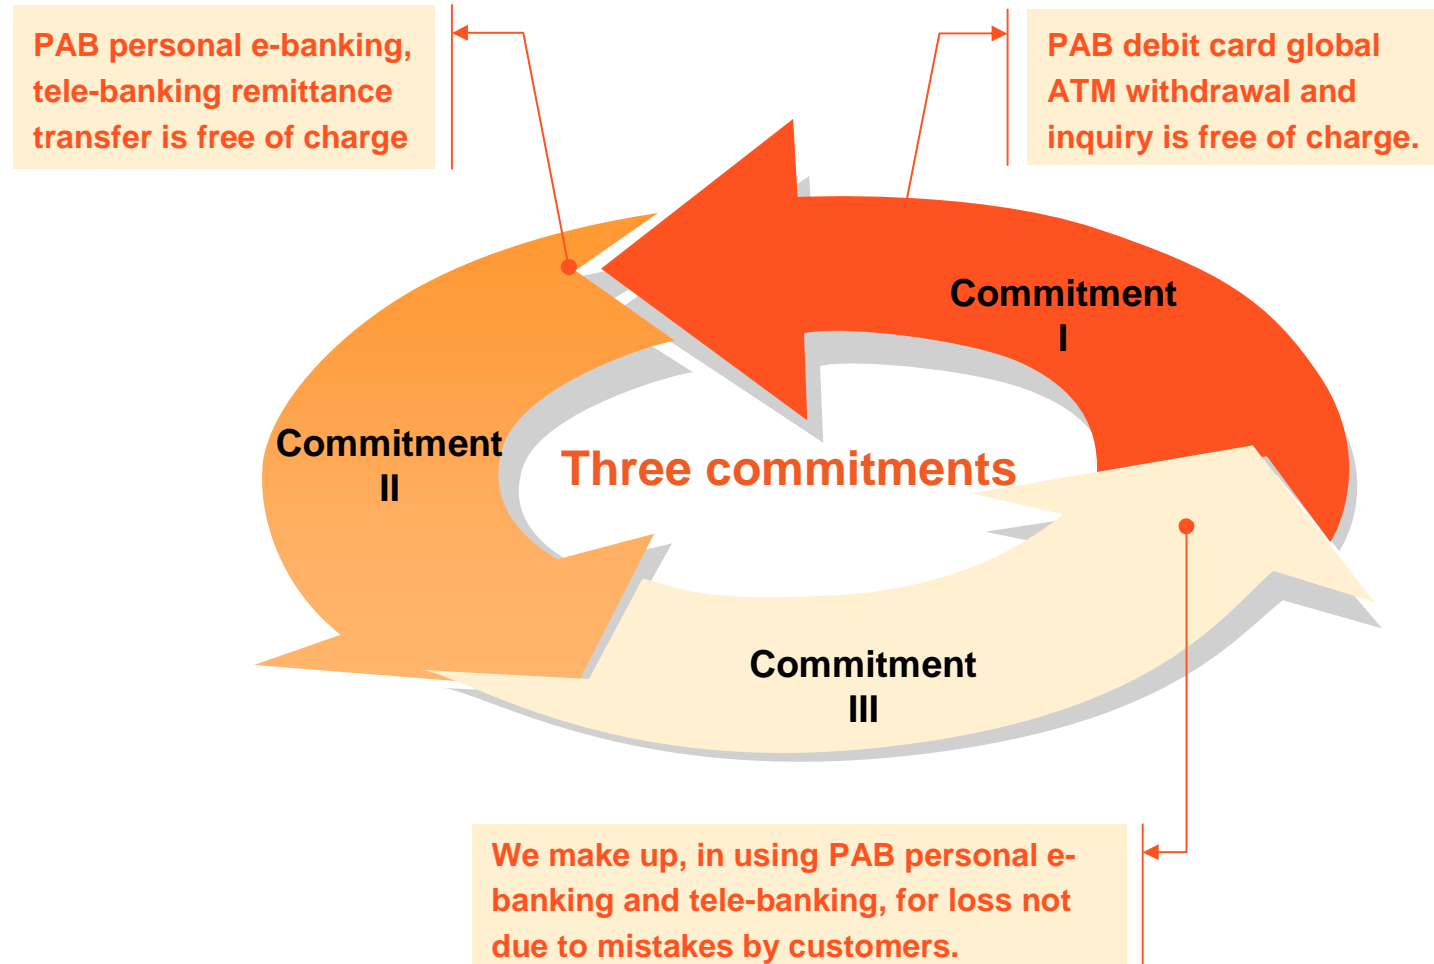 PAB personal e-banking,
tele-banking remittance
transfer is free of charge
PAB debit card global
ATM withdrawal and
inquiry is free of charge.
Commitment
I
Commitment
II
Three commitments
Commitment
III
We make up, in using PAB personal e-
banking and tele-banking, for loss not
due to mistakes by customers.